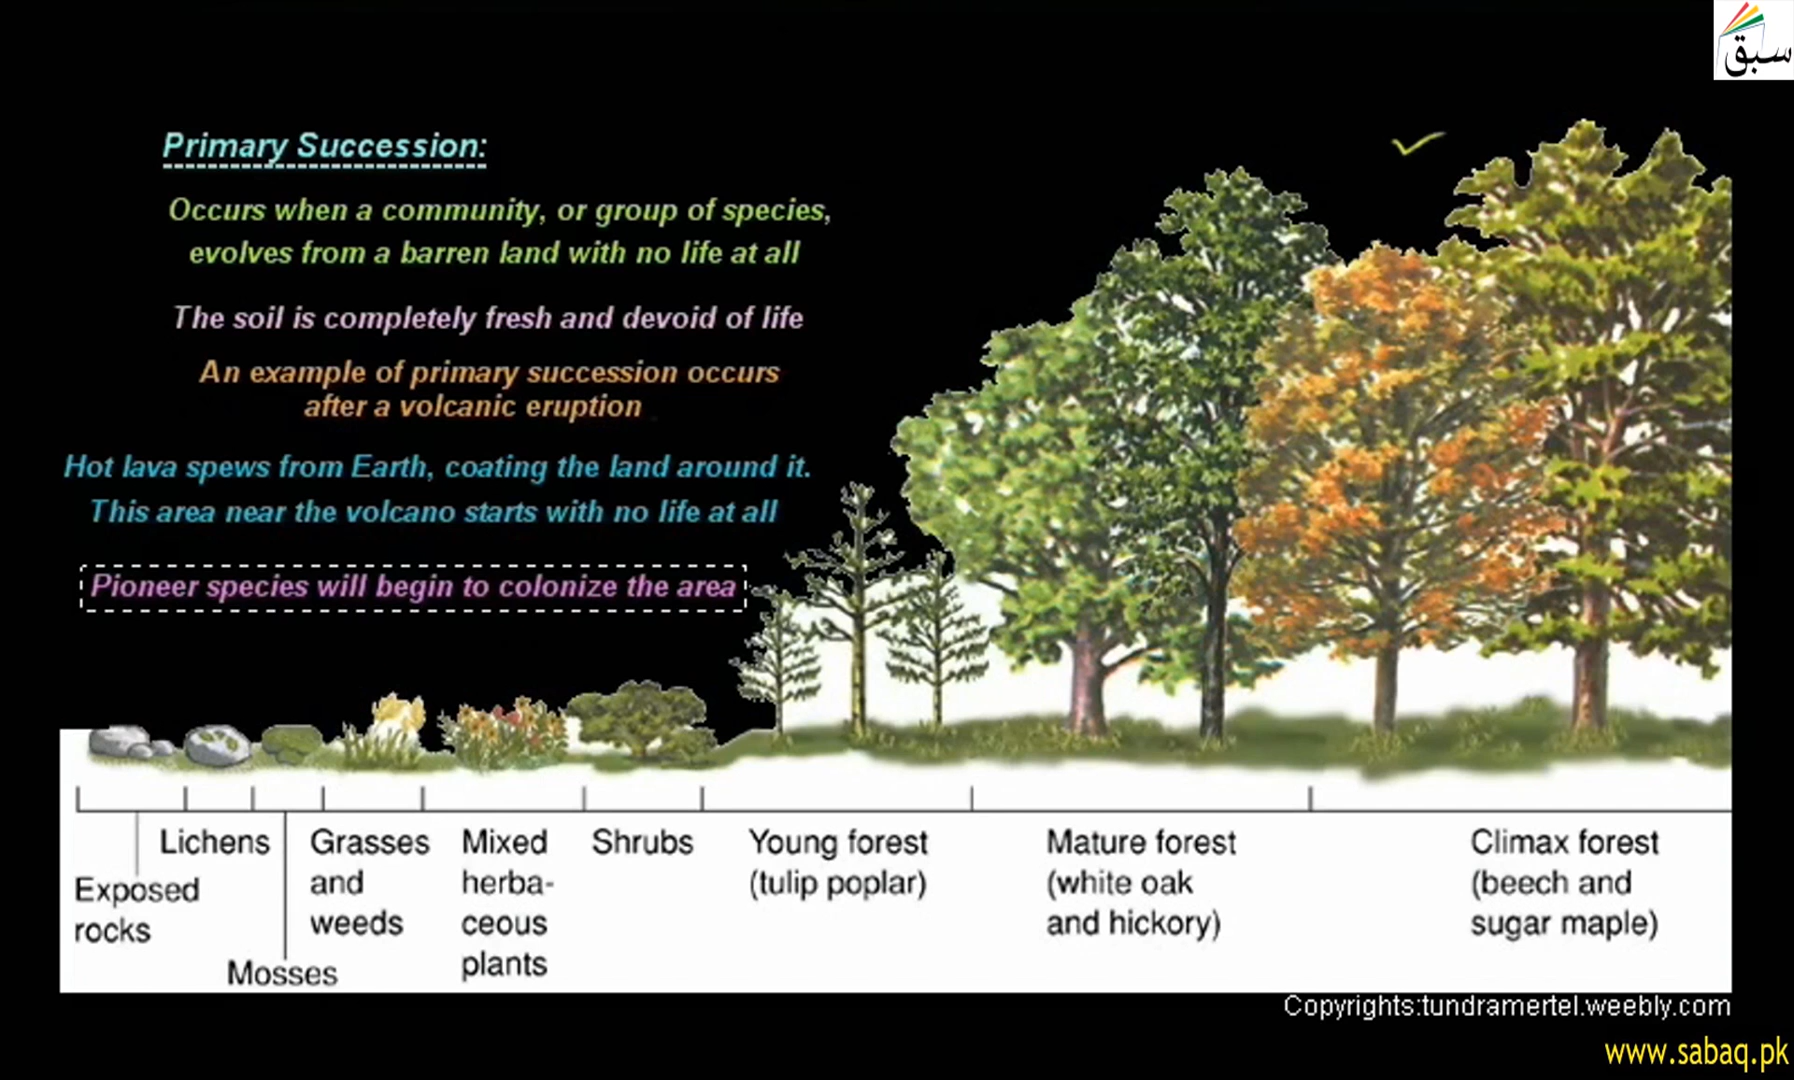 سبق
Primary Succession:
Occurs when a community, or group of species,
evolves from a barren land with no life at all
The soil is completely fresh and devoid of life
An example of primary succession occurs
after a volcanic eruption
Hot lava spews from Earth, coating the land around it.
This area near the volcano starts with no life at all
Pioneer species will begin to colonize the area
Exposed
rocks
Lichens
Mosses
Grasses
and
weeds
Mixed
herba-
ceous
plants
Shrubs
Young forest
(tulip poplar)
Mature forest
(white oak
and hickory)
Climax forest
(beech and
sugar maple)
Copyrights:tundramertel.weebly.com
www.sabaq.pk